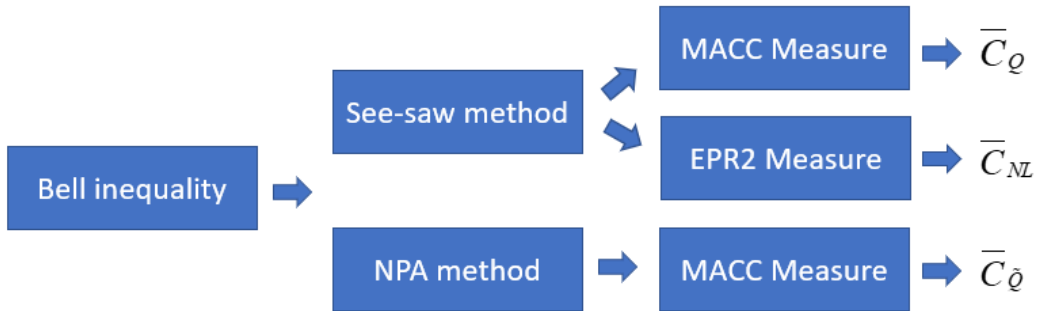 MACC Measure
C̅_Q
See-saw method
EPR2 Measure
C̅_NL
Bell inequality
NPA method
MACC Measure
C̅_Q̃